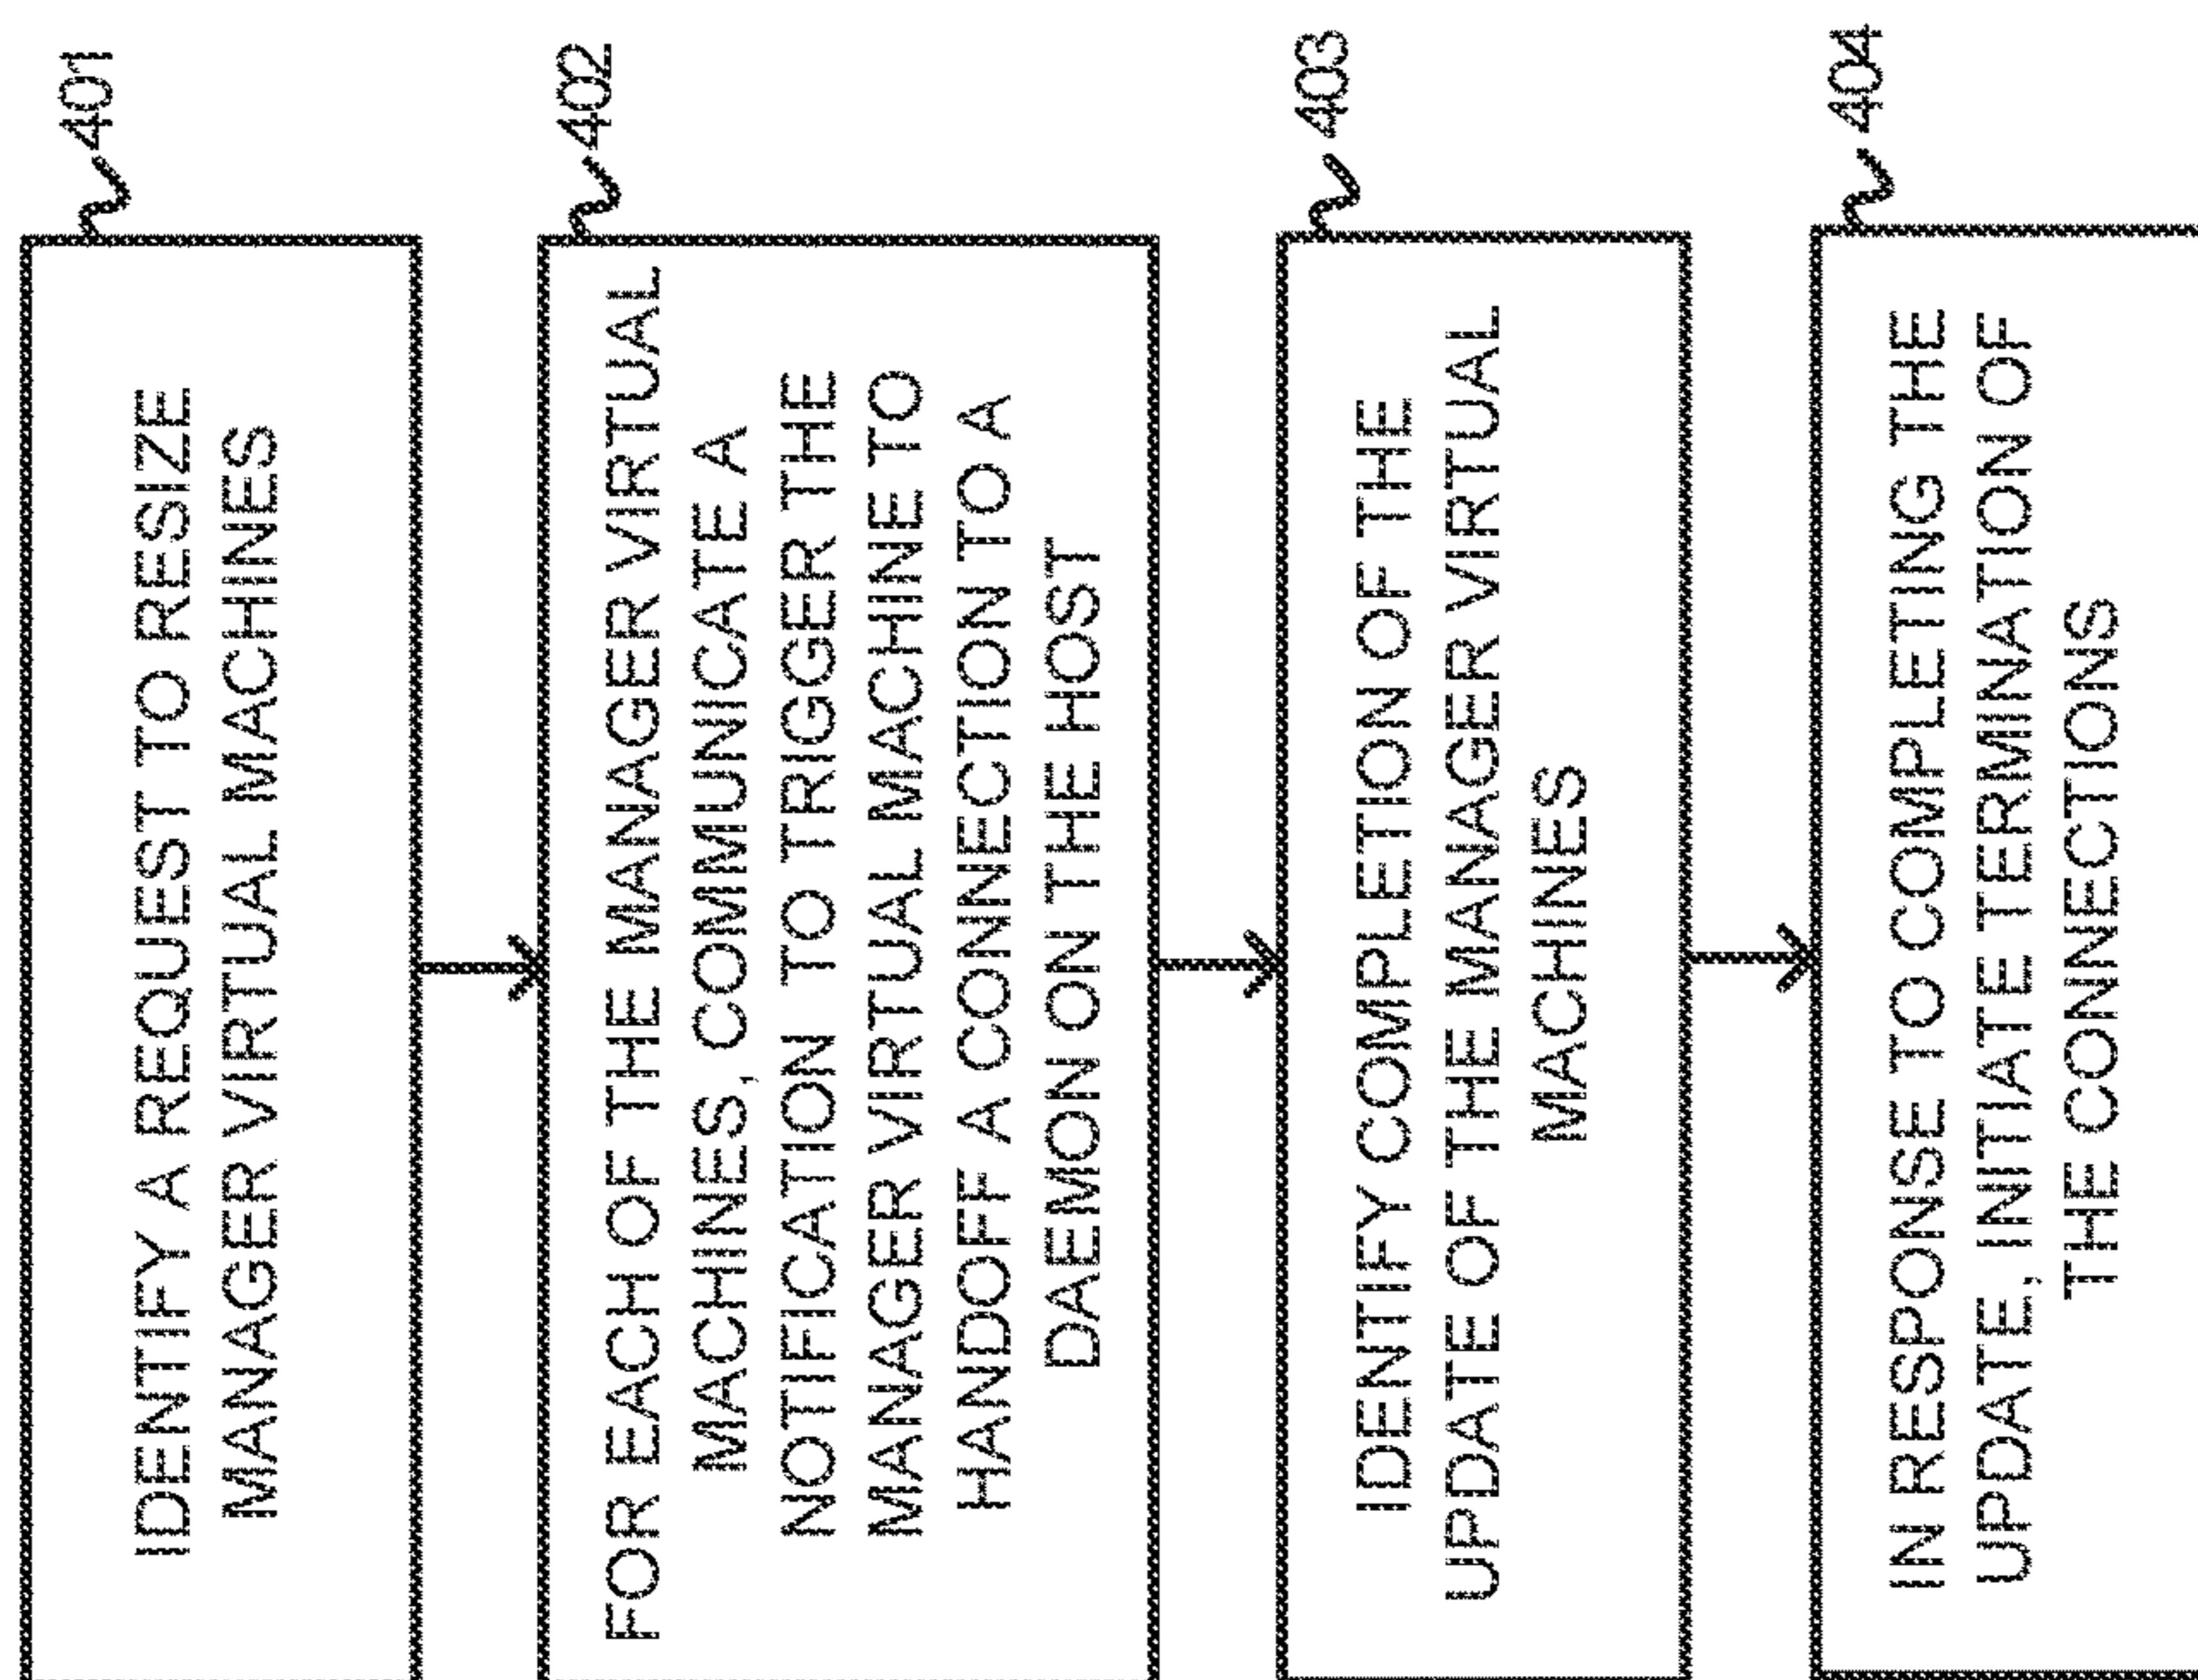 401
IDENTIFY A REQUEST TO RESIZE
MANAGER VIRTUAL MACHINES
402
FOR EACH OF THE MANAGER VIRTUAL
MACHINES, COMMUNICATE A
NOTIFICATION TO TRIGGER THE
MANAGER VIRTUAL MACHINE TO
HANDOFF A CONNECTION TO A
DAEMON ON THE HOST
403
IDENTIFY COMPLETION OF THE
UPDATE OF THE MANAGER VIRTUAL
MACHINES
404
IN RESPONSE TO COMPLETING THE
UPDATE, INITIATE TERMINATION OF
THE CONNECTIONS